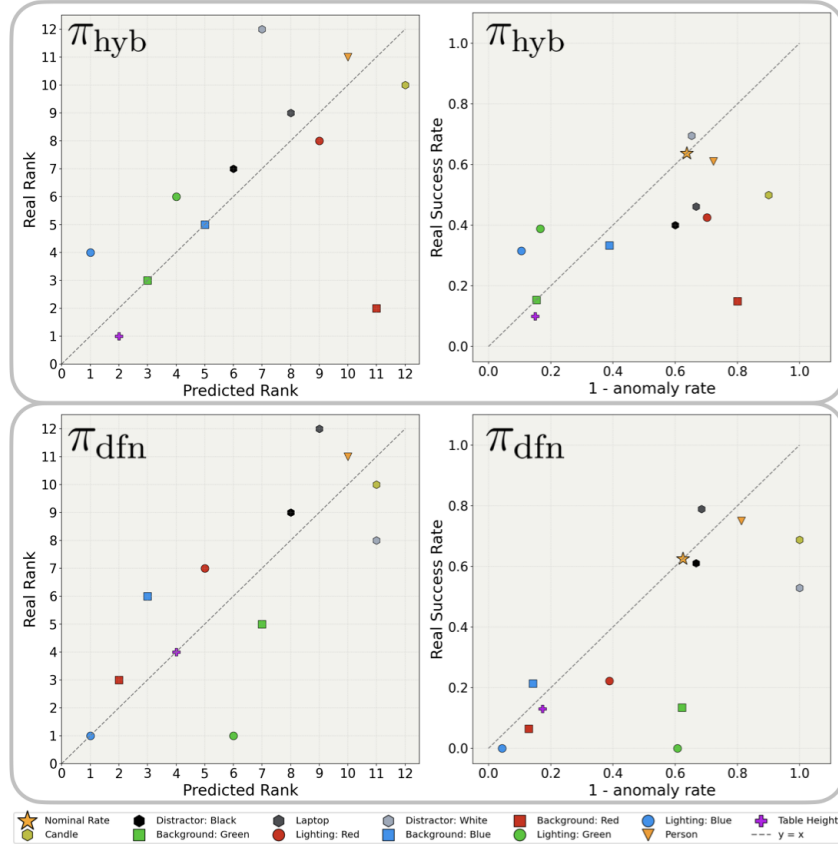 π_hyb
12
11
10
9
8
7
6
5
4
3
2
1
0
Real Rank
0 1 2 3 4 5 6 7 8 9 10 11 12
Predicted Rank
π_hyb
1.0
0.8
0.6
0.4
0.2
0.0
Real Success Rate
0.0 0.2 0.4 0.6 0.8 1.0
1 - anomaly rate
π_dfn
12
11
10
9
8
7
6
5
4
3
2
1
0
Real Rank
0 1 2 3 4 5 6 7 8 9 10 11 12
Predicted Rank
π_dfn
1.0
0.8
0.6
0.4
0.2
0.0
Real Success Rate
0.0 0.2 0.4 0.6 0.8 1.0
1 - anomaly rate
Nominal Rate Distractor: Black Laptop Distractor: White Background: Red Lighting: Blue Table Height
Candle Background: Green Lighting: Red Background: Blue Lighting: Green Person y = x